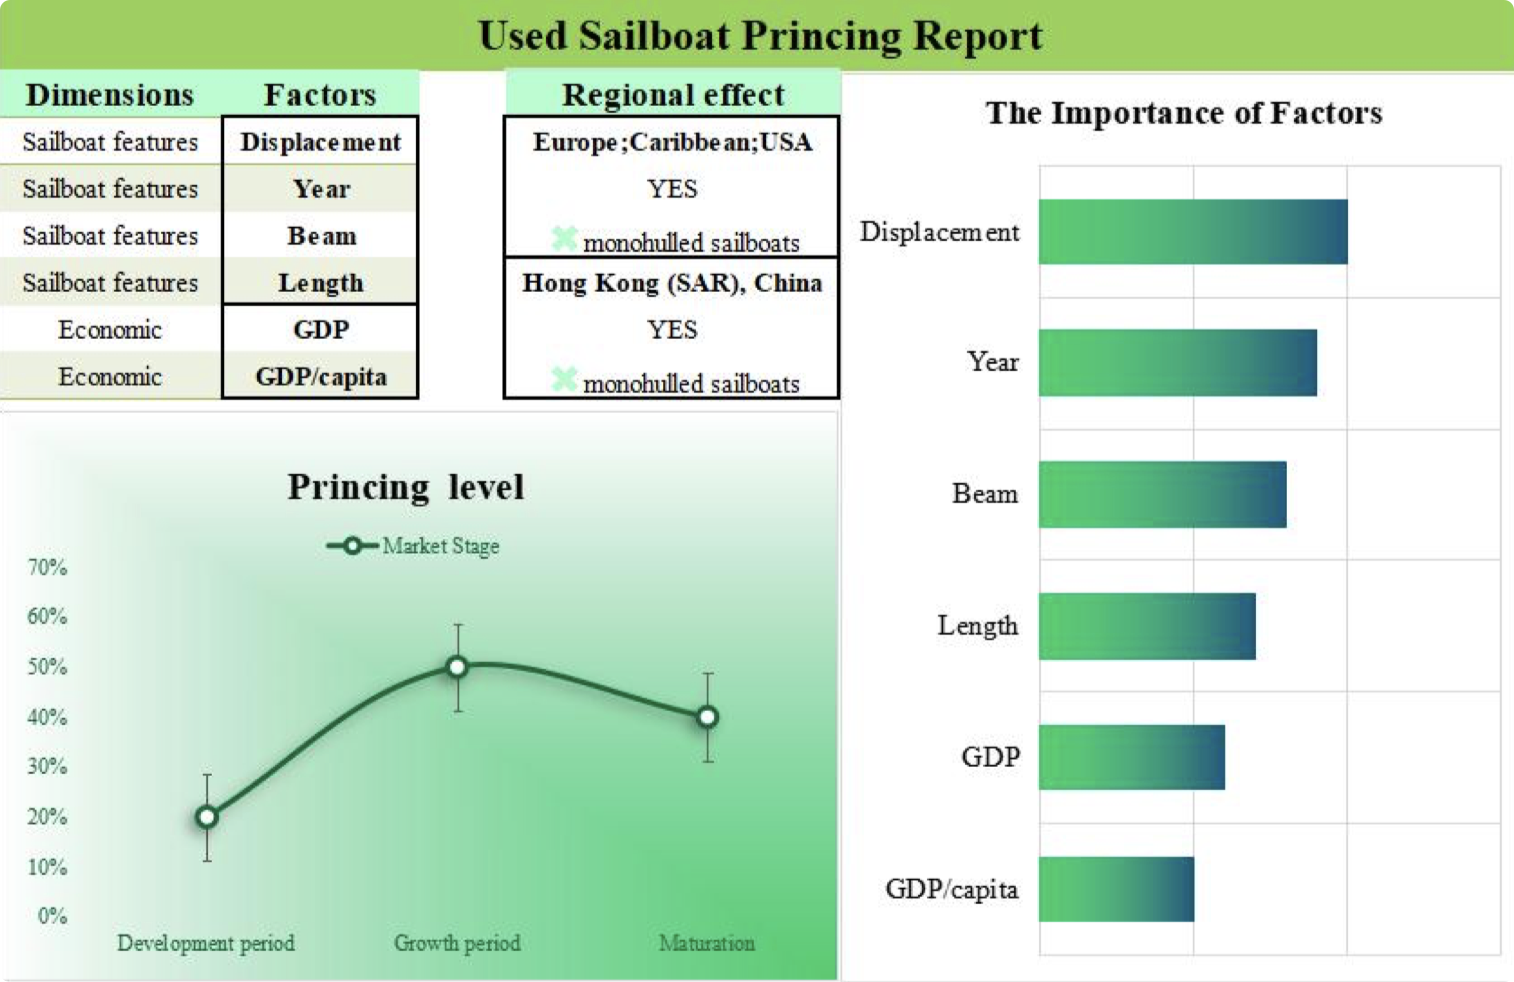 Used Sailboat Princing Report
Dimensions Factors
Sailboat features Displacement
Sailboat features Year
Sailboat features Beam
Sailboat features Length
Economic GDP
Economic GDP/capita
Regional effect
Europe;Caribbean;USA
YES
monohulled sailboats
Hong Kong (SAR), China
YES
monohulled sailboats
The Importance of Factors
Displacement
Year
Beam
Length
GDP
GDP/capita
Princing level
Market Stage
70%
60%
50%
40%
30%
20%
10%
0%
Development period Growth period Maturation